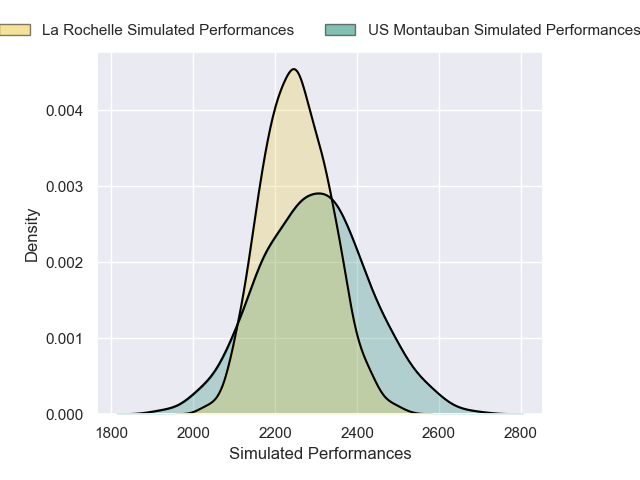 La Rochelle Simulated Performances US Montauban Simulated Performances
0.004
0.003
0.002
0.001
0.000
Density
1800 2000 2200 2400 2600 2800
Simulated Performances